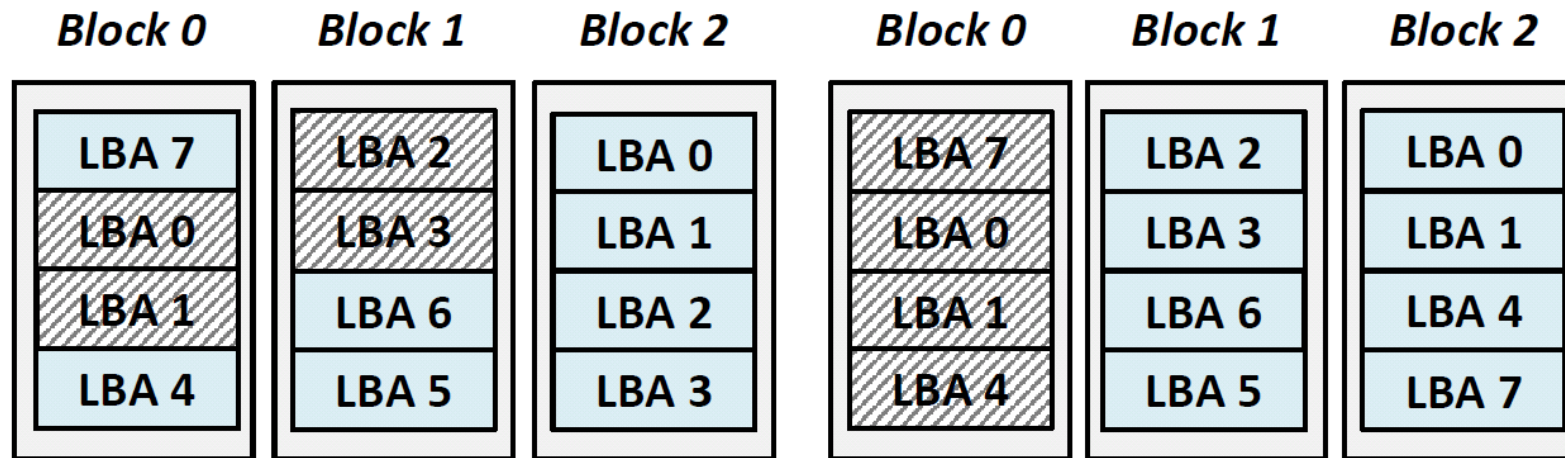 Block 0 Block 1 Block 2 Block 0 Block 1 Block 2
LBA 7 LBA 2 LBA 0 LBA 7 LBA 2 LBA 0
LBA 0 LBA 3 LBA 1 LBA 0 LBA 3 LBA 1
LBA 1 LBA 6 LBA 2 LBA 1 LBA 6 LBA 4
LBA 4 LBA 5 LBA 3 LBA 4 LBA 5 LBA 7